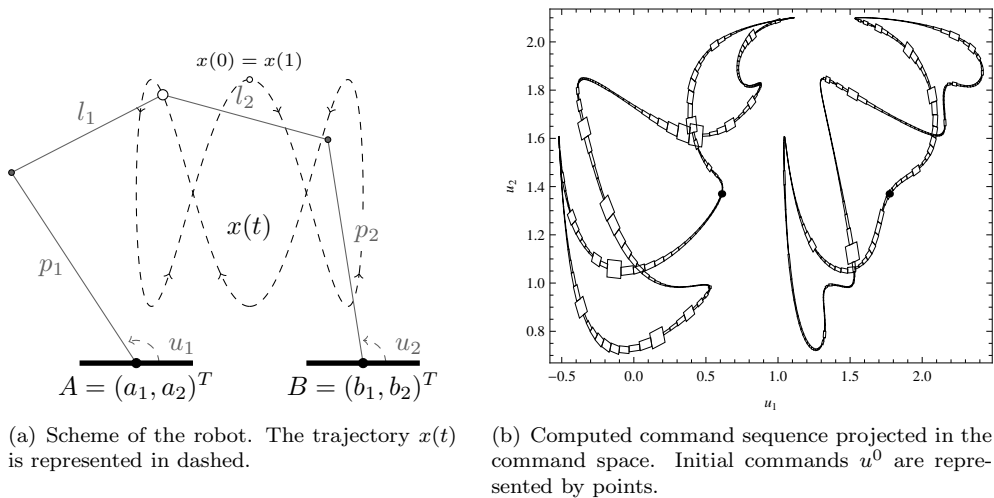 x(0) = x(1)
l₁
l₂
x(t)
p₁
p₂
u₁
u₂
A = (a₁, a₂)ᵀ
B = (b₁, b₂)ᵀ
(a) Scheme of the robot. The trajectory x(t)
is represented in dashed.
2.0
1.8
1.6
1.4
1.2
1.0
0.8
u₂
−0.5
0.0
0.5
1.0
1.5
2.0
u₁
(b) Computed command sequence projected in the
command space. Initial commands u⁰ are repre-
sented by points.